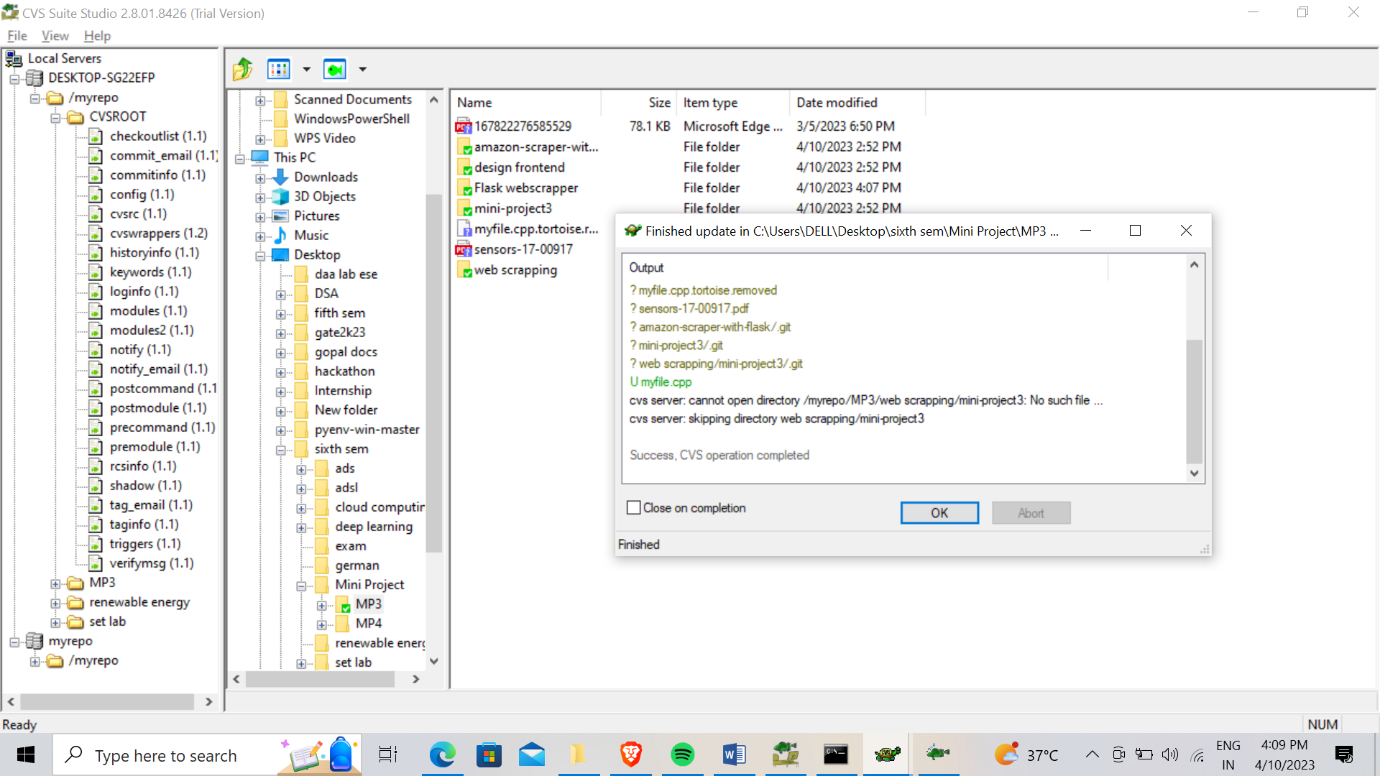 CVS Suite Studio 2.8.01.8426 (Trial Version)
File View Help
Local Servers
DESKTOP-SG22EFP
/myrepo
CVSROOT
checkoutlist (1.1)
commit_email (1.1)
commitinfo (1.1)
config (1.1)
cvsrc (1.1)
cvswrappers (1.2)
historyinfo (1.1)
keywords (1.1)
loginfo (1.1)
modules (1.1)
modules2 (1.1)
notify (1.1)
notify_email (1.1)
postcommand (1.1
postmodule (1.1)
precommand (1.1)
premodule (1.1)
rcsinfo (1.1)
shadow (1.1)
tag_email (1.1)
taginfo (1.1)
triggers (1.1)
verifymsg (1.1)
MP3
renewable energy
set lab
myrepo
/myrepo
Scanned Documents
WindowsPowerShell
WPS Video
This PC
Downloads
3D Objects
Pictures
Music
Desktop
daa lab ese
DSA
fifth sem
gate2k23
gopal docs
hackathon
Internship
New folder
pyenv-win-master
sixth sem
ads
adsl
cloud computin
deep learning
exam
german
Mini Project
MP3
MP4
renewable energ
set lab
Name Size Item type Date modified
167822276585529 78.1 KB Microsoft Edge ... 3/5/2023 6:50 PM
amazon-scraper-wit... File folder 4/10/2023 2:52 PM
design frontend File folder 4/10/2023 2:52 PM
Flask webscrapper File folder 4/10/2023 4:07 PM
mini-project3 File folder 4/10/2023 2:52 PM
myfile.cpp.tortoise.r...
sensors-17-00917
web scrapping
Finished update in C:\Users\DELL\Desktop\sixth sem\Mini Project\MP3 ...
Output
? myfile.cpp.tortoise.removed
? sensors-17-00917.pdf
? amazon-scraper-with-flask/.git
? mini-project3/.git
? web scrapping/mini-project3/.git
U myfile.cpp
cvs server: cannot open directory /myrepo/MP3/web scrapping/mini-project3: No such file ...
cvs server: skipping directory web scrapping/mini-project3
Success, CVS operation completed
Close on completion
OK Abort
Finished
Ready NUM
Type here to search
37°C
ENG
IN
4:09 PM
4/10/2023